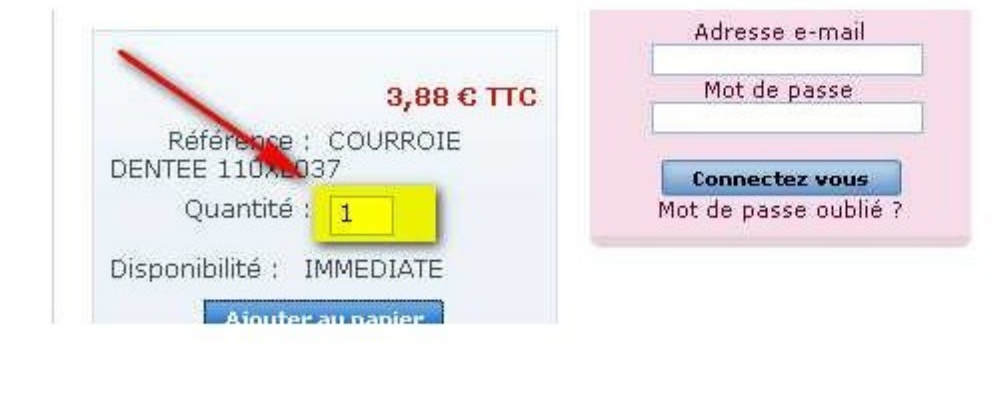 3,88 € TTC
Référence : COURROIE
DENTEE 110XL037
Quantité : 1
Disponibilité : IMMEDIATE
Ajouter au panier
Adresse e-mail
Mot de passe
Connectez vous
Mot de passe oublié ?